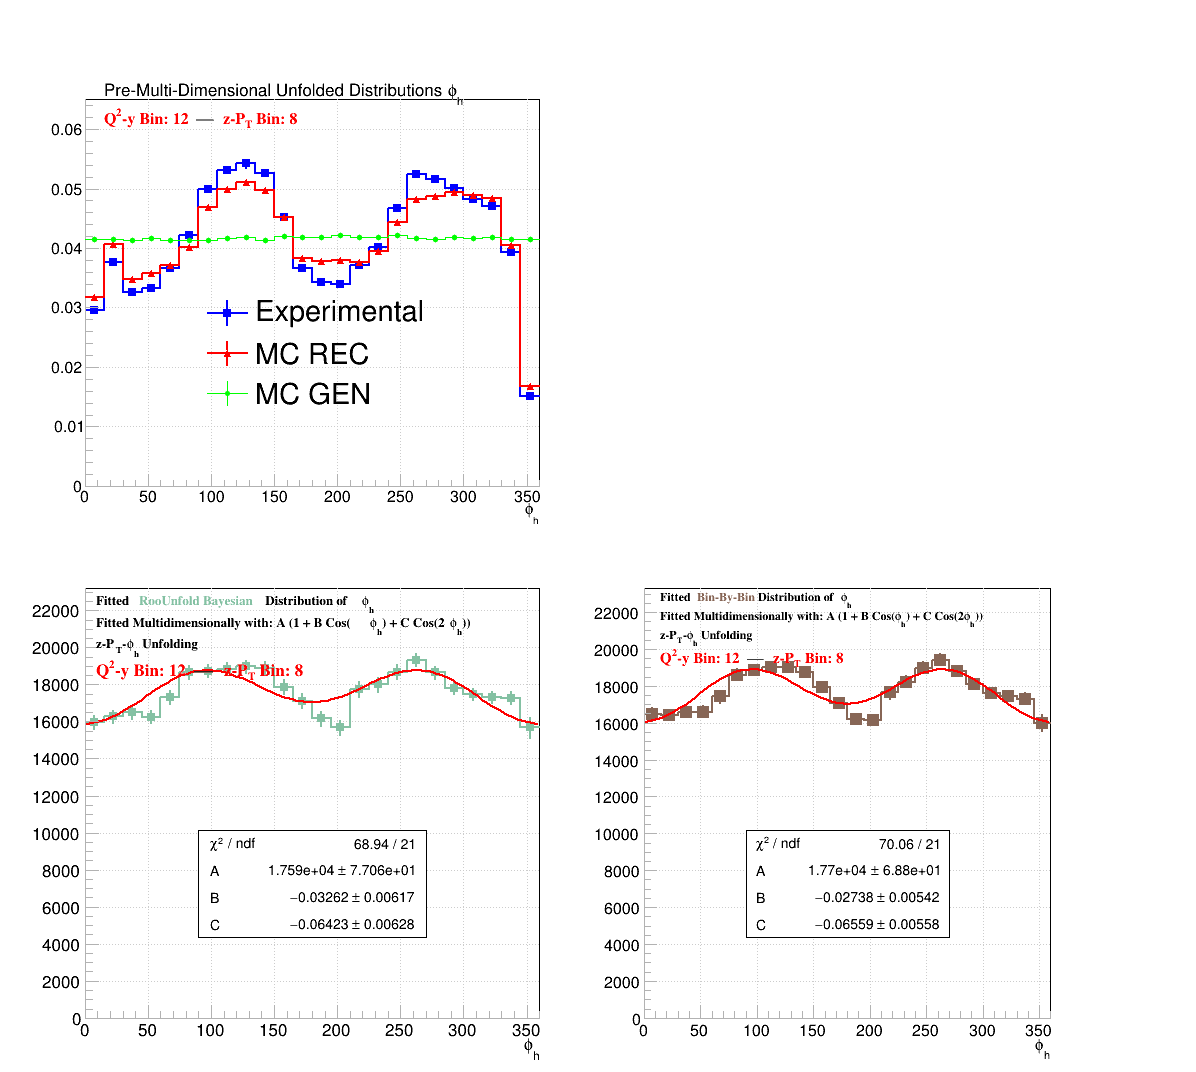 Pre-Multi-Dimensional Unfolded Distributions ϕh
Q²-y Bin: 12 — z-PT Bin: 8
0.06
0.05
0.04
0.03
0.02
0.01
0
Experimental
MC REC
MC GEN
0 50 100 150 200 250 300 350
ϕh
Fitted RooUnfold Bayesian Distribution of ϕh
Fitted Multidimensionally with: A (1 + B Cos(ϕh) + C Cos(2 ϕh))
z-PT-ϕh Unfolding
Q²-y Bin: 12 — z-PT Bin: 8
22000
20000
18000
16000
14000
12000
10000
8000
6000
4000
2000
0
χ² / ndf 68.94 / 21
A 1.759e+04 ± 7.706e+01
B −0.03262 ± 0.00617
C −0.06423 ± 0.00628
0 50 100 150 200 250 300 350
ϕh
Fitted Bin-By-Bin Distribution of ϕh
Fitted Multidimensionally with: A (1 + B Cos(ϕh) + C Cos(2ϕh))
z-PT-ϕh Unfolding
Q²-y Bin: 12 — z-PT Bin: 8
22000
20000
18000
16000
14000
12000
10000
8000
6000
4000
2000
0
χ² / ndf 70.06 / 21
A 1.77e+04 ± 6.88e+01
B −0.02738 ± 0.00542
C −0.06559 ± 0.00558
0 50 100 150 200 250 300 350
ϕh